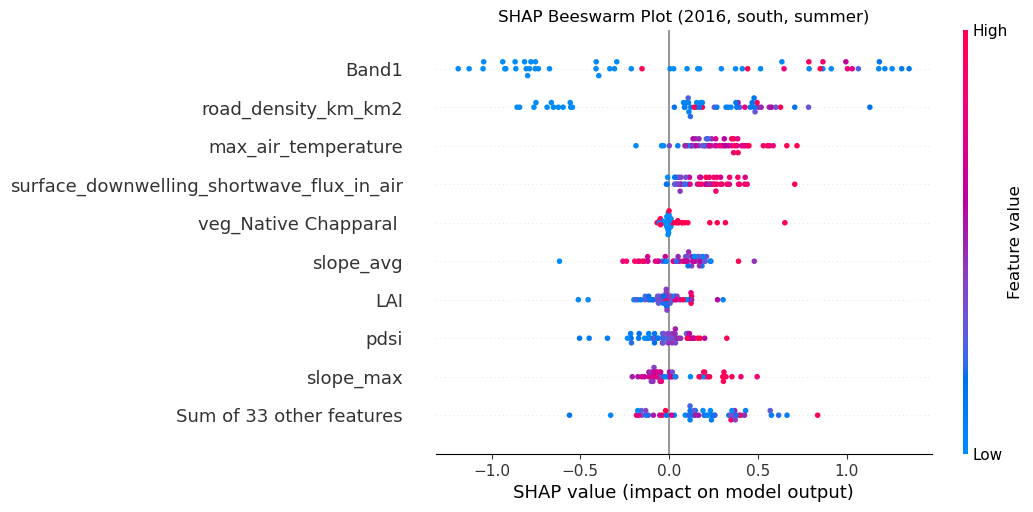 SHAP Beeswarm Plot (2016, south, summer)
High
Band1
road_density_km_km2
max_air_temperature
surface_downwelling_shortwave_flux_in_air
veg_Native Chapparal
slope_avg
LAI
pdsi
slope_max
Sum of 33 other features
Feature value
Low
−1.0 −0.5 0.0 0.5 1.0
SHAP value (impact on model output)